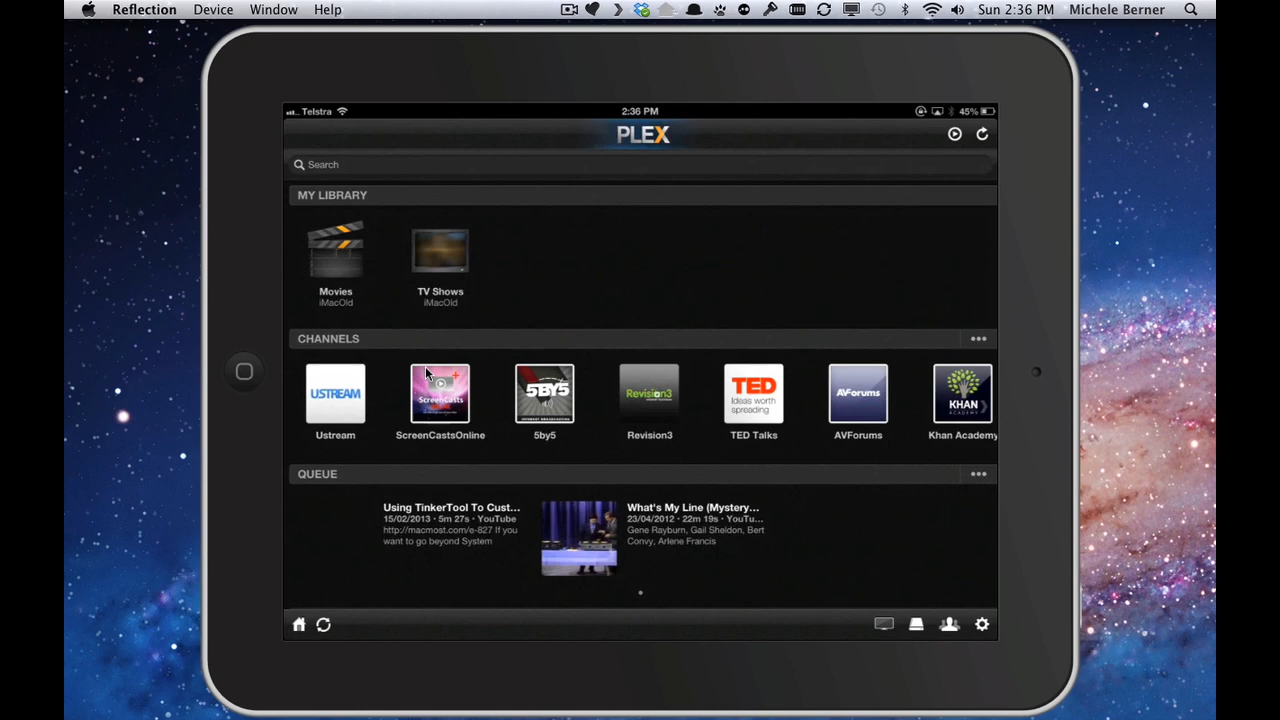 Reflection Device Window Help Sun 2:36 PM Michele Berner
Telstra 2:36 PM 45%
PLEX
Search
MY LIBRARY
Movies
iMacOld
TV Shows
iMacOld
CHANNELS
USTREAM
ScreenCasts
5BY5
Revision3
TED
Ideas worth
spreading
AVForums
KHAN
ACADEMY
Ustream ScreenCastsOnline 5by5 Revision3 TED Talks AVForums Khan Academy
QUEUE
Using TinkerTool To Cust...
15/02/2013 · 5m 27s · YouTube
http://macmost.com/e-827 If you
want to go beyond System
What's My Line (Mystery...
23/04/2012 · 22m 19s · YouTu...
Gene Rayburn, Gail Sheldon, Bert
Convy, Arlene Francis